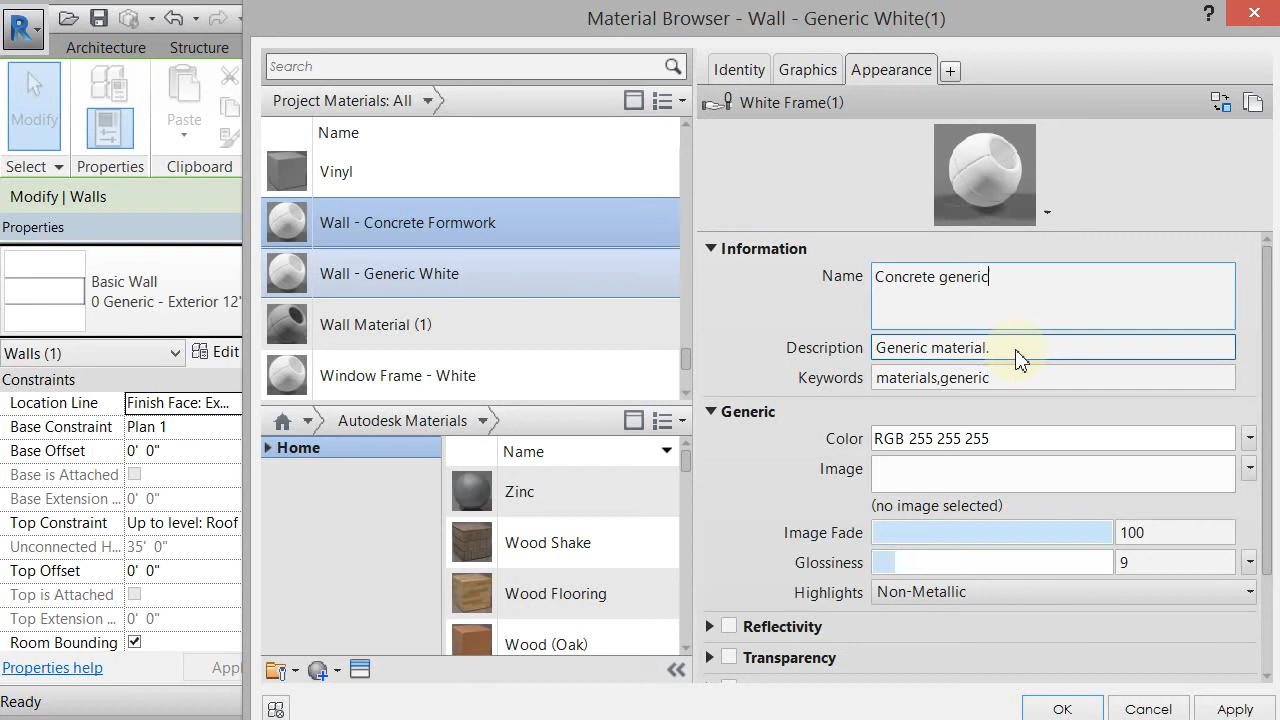 Material Browser - Wall - Generic White(1)
?
R
Architecture
Structure
Modify
Paste
Select
Properties
Clipboard
Modify | Walls
Properties
Basic Wall
0 Generic - Exterior 12"
Walls (1)
Edit
Constraints
Location Line
Finish Face: Ex...
Base Constraint
Plan 1
Base Offset
0' 0"
Base is Attached
Base Extension ...
0' 0"
Top Constraint
Up to level: Roof
Unconnected H...
35' 0"
Top Offset
0' 0"
Top is Attached
Top Extension ...
0' 0"
Room Bounding
Properties help
Appl
Ready
Search
Project Materials: All
Name
Vinyl
Wall - Concrete Formwork
Wall - Generic White
Wall Material (1)
Window Frame - White
Autodesk Materials
Home
Name
Zinc
Wood Shake
Wood Flooring
Wood (Oak)
Identity
Graphics
Appearance
White Frame(1)
Information
Name
Concrete generic
Description
Generic material.
Keywords
materials,generic
Generic
Color
RGB 255 255 255
Image
(no image selected)
Image Fade
100
Glossiness
9
Highlights
Non-Metallic
Reflectivity
Transparency
OK
Cancel
Apply